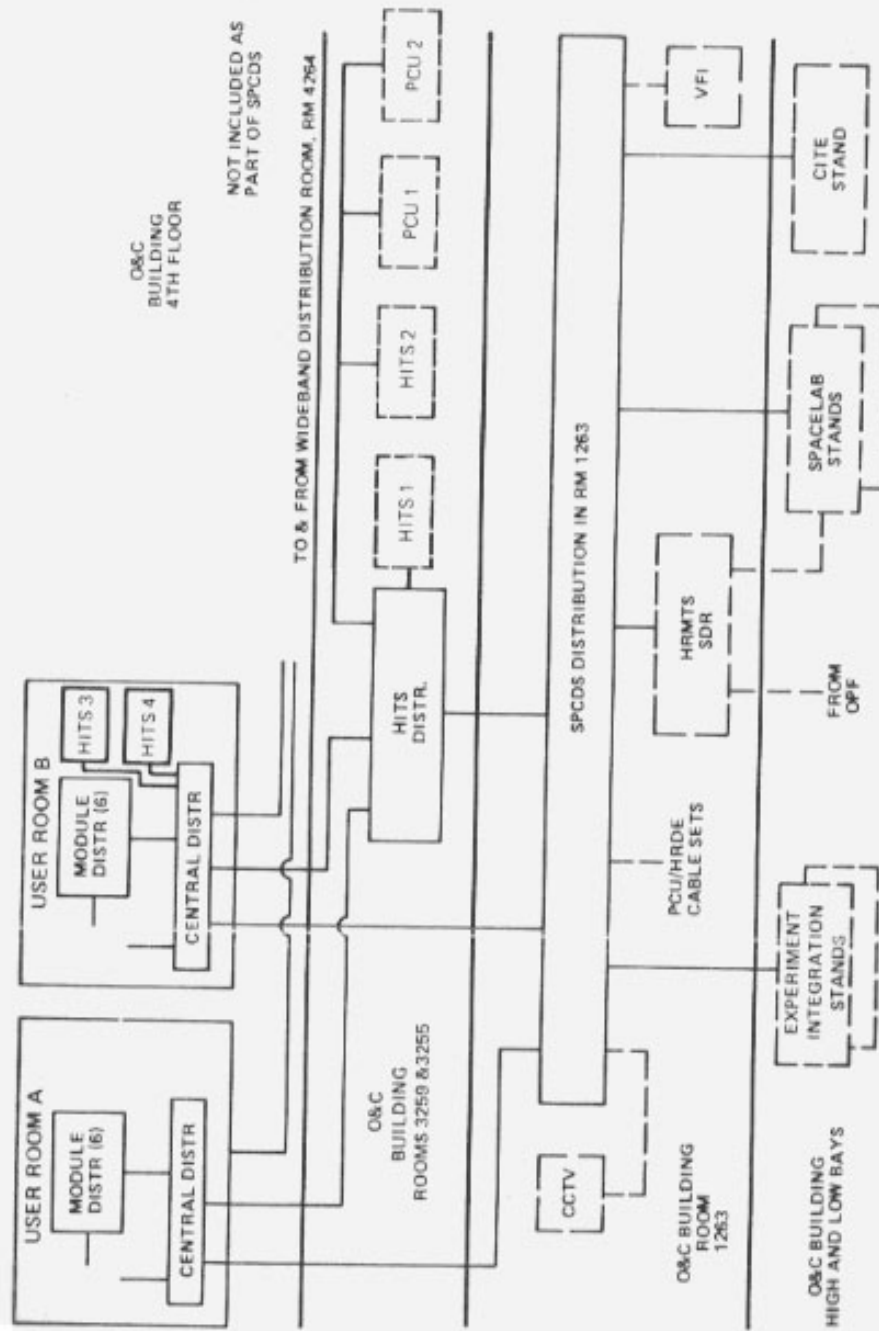 USER ROOM A
MODULE
DISTR (6)
CENTRAL DISTR
USER ROOM B
MODULE
DISTR (6)
HITS 3
HITS 4
CENTRAL DISTR
O&C
BUILDING
4TH FLOOR
NOT INCLUDED AS
PART OF SPCDS
TO & FROM WIDEBAND DISTRIBUTION ROOM, RM 4264
O&C
BUILDING
ROOMS 3259 & 3255
HITS
DISTR.
HITS 1
HITS 2
PCU 1
PCU 2
SPCDS DISTRIBUTION IN RM 1263
CCTV
O&C BUILDING
ROOM
1263
PCU/HRDE
CABLE SETS
HRMTS
SDR
VFI
O&C BUILDING
HIGH AND LOW BAYS
EXPERIMENT
INTEGRATION
STANDS
FROM
OPF
SPACELAB
STANDS
CITE
STAND